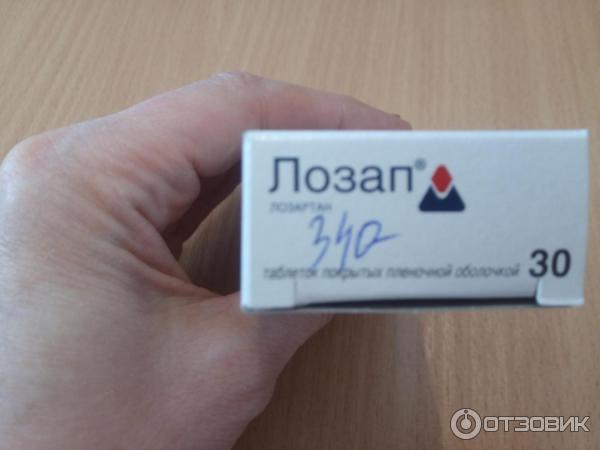 Лозап®
ЛОЗАРТАН
340-
таблеток покрытых пленочной оболочкой 30
ОТЗОВИК